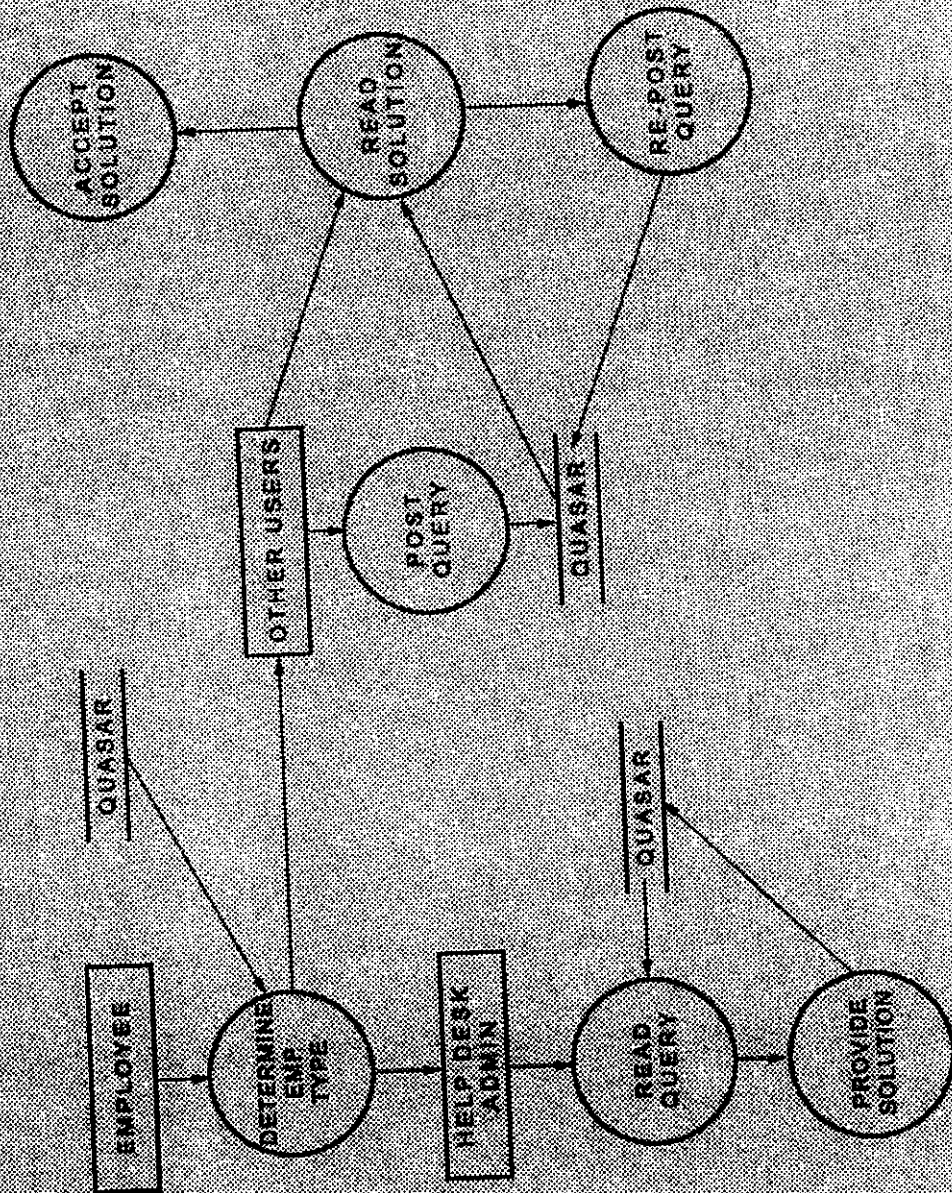 EMPLOYEE
QUASAR
DETERMINE
EMP
TYPE
OTHER USERS
ACCEPT
SOLUTION
READ
SOLUTION
POST
QUERY
HELP DESK
ADMIN
QUASAR
RE-POST
QUERY
READ
QUERY
QUASAR
PROVIDE
SOLUTION